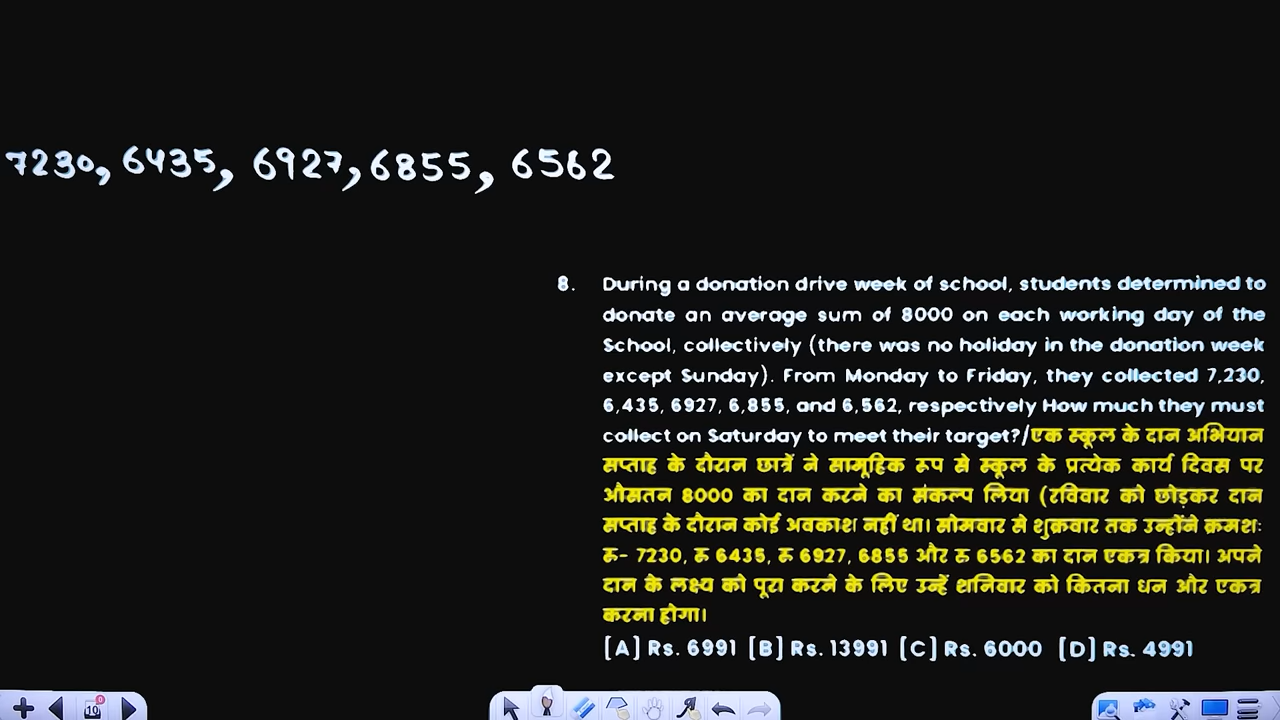 7230, 6435, 6927, 6855, 6562
8. During a donation drive week of school, students determined to
donate an average sum of 8000 on each working day of the
School, collectively (there was no holiday in the donation week
except Sunday). From Monday to Friday, they collected 7,230,
6,435, 6927, 6,855, and 6,562, respectively How much they must
collect on Saturday to meet their target?/एक स्कूल के दान अभियान
सप्ताह के दौरान छात्रें ने सामूहिक रूप से स्कूल के प्रत्येक कार्य दिवस पर
औसतन 8000 का दान करने का संकल्प लिया (रविवार को छोड़कर दान
सप्ताह के दौरान कोई अवकाश नहीं था। सोमवार से शुक्रवार तक उन्होंने क्रमशः
रु- 7230, रु 6435, रु 6927, 6855 और रु 6562 का दान एकत्र किया। अपने
दान के लक्ष्य को पूरा करने के लिए उन्हें शनिवार को कितना धन और एकत्र
करना होगा।
[A] Rs. 6991 [B] Rs. 13991 [C] Rs. 6000 [D] Rs. 4991
10